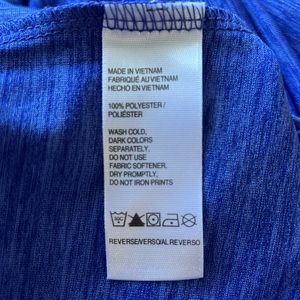 MADE IN VIETNAM
FABRIQUÉ AU VIETNAM
HECHO EN VIETNAM
100% POLYESTER /
POLIÉSTER
WASH COLD,
DARK COLORS
SEPARATELY.
DO NOT USE
FABRIC SOFTENER.
DRY PROMPTLY.
DO NOT IRON PRINTS
REVERSE/VERSO/AL REVERSO